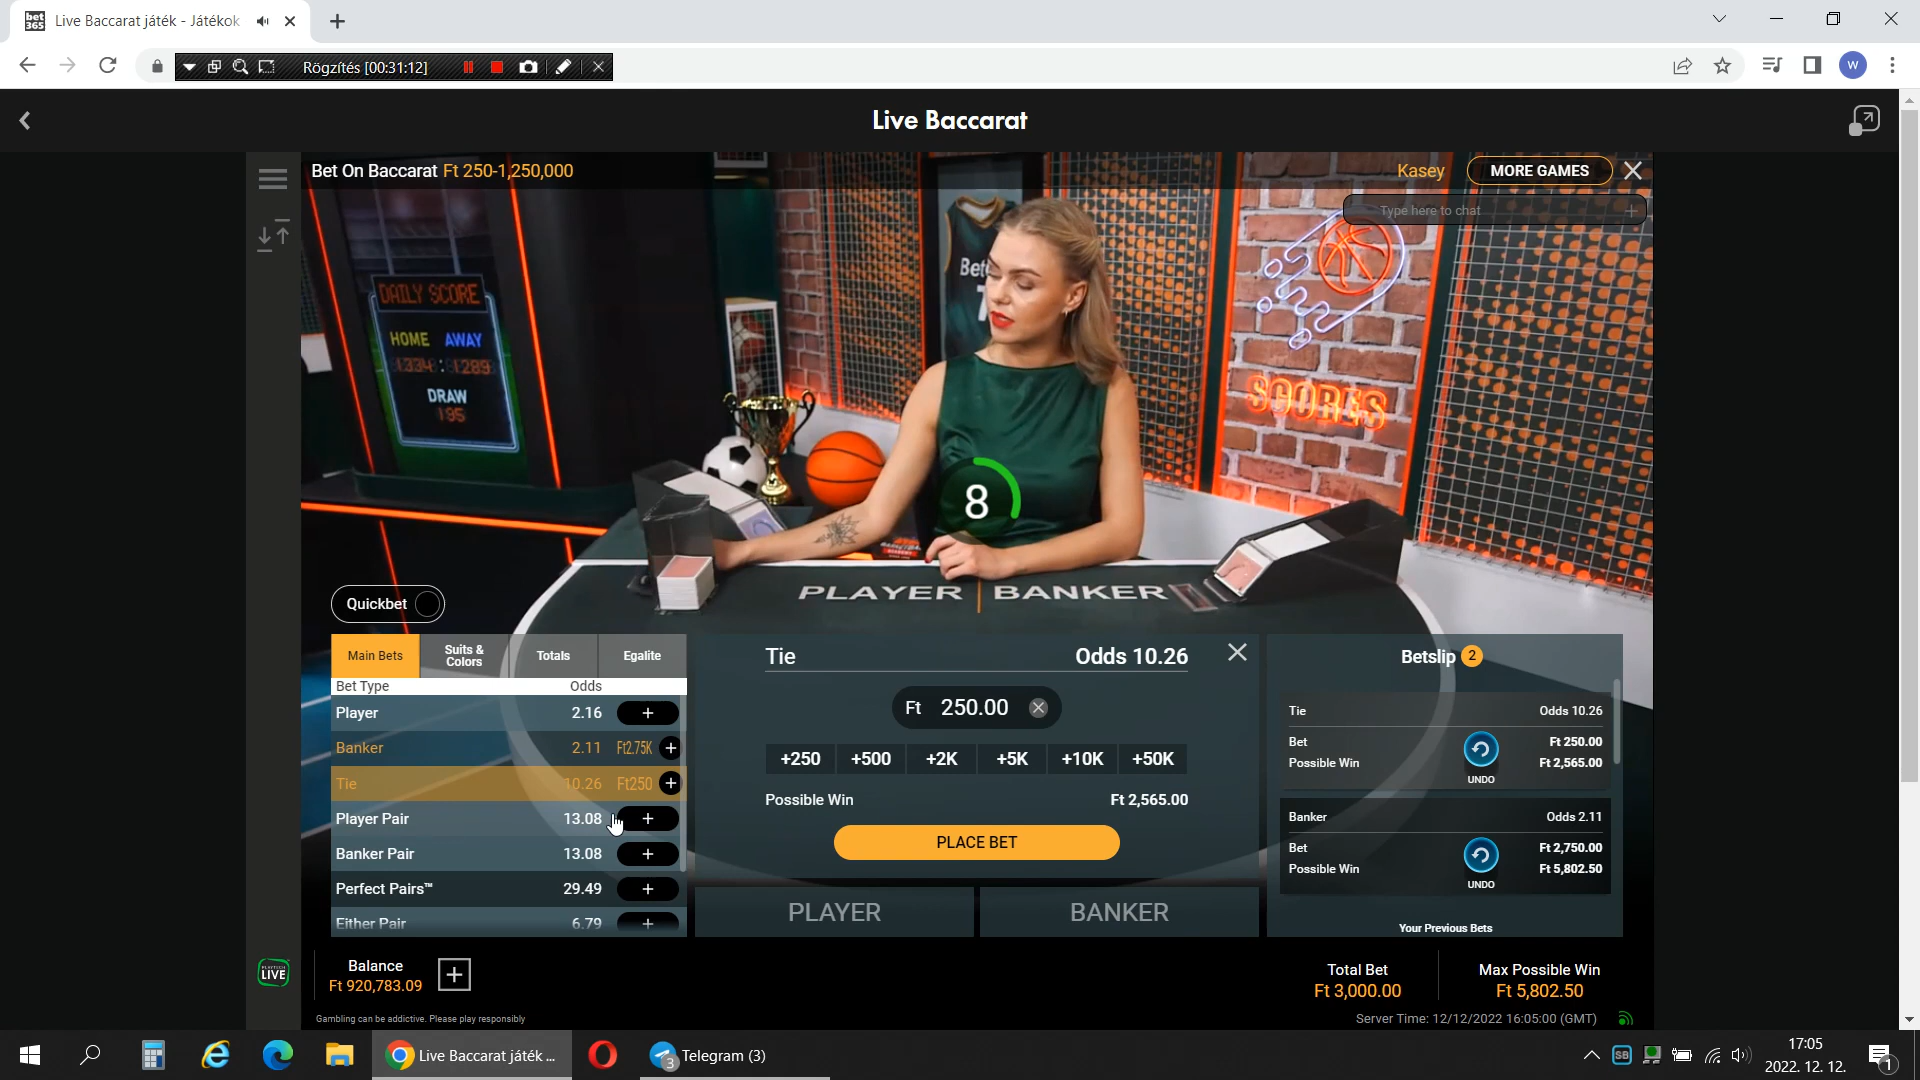 bet365 Live Baccarat játék - Játékok
Rögzítés [00:31:12]
W
Live Baccarat
Bet On Baccarat Ft 250-1,250,000
Kasey
MORE GAMES
Type here to chat
DAILY SCORE
HOME AWAY
1334 : 1289
DRAW
195
Bet
SCORES
8
PLAYER BANKER
Quickbet
Main Bets
Suits & Colors
Totals
Egalite
Bet Type Odds
Player 2.16 +
Banker 2.11 Ft2.75K +
Tie 10.26 Ft250 +
Player Pair 13.08 +
Banker Pair 13.08 +
Perfect Pairs™ 29.49 +
Either Pair 6.79 +
Tie Odds 10.26
Ft 250.00
+250 +500 +2K +5K +10K +50K
Possible Win Ft 2,565.00
PLACE BET
PLAYER BANKER
Betslip 2
Tie Odds 10.26
Bet Ft 250.00
Possible Win Ft 2,565.00
UNDO
Banker Odds 2.11
Bet Ft 2,750.00
Possible Win Ft 5,802.50
UNDO
Your Previous Bets
LIVE
Balance
Ft 920,783.09
Total Bet
Ft 3,000.00
Max Possible Win
Ft 5,802.50
Gambling can be addictive. Please play responsibly
Server Time: 12/12/2022 16:05:00 (GMT)
Live Baccarat játék ...
3 Telegram (3)
SB
17:05
2022. 12. 12.
1